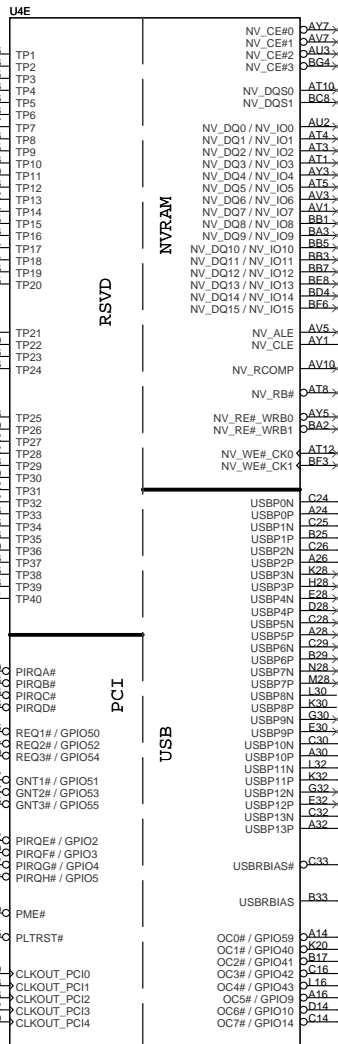 U4E
TP1
TP2
TP3
TP4
TP5
TP6
TP7
TP8
TP9
TP10
TP11
TP12
TP13
TP14
TP15
TP16
TP17
TP18
TP19
TP20
TP21
TP22
TP23
TP24
TP25
TP26
TP27
TP28
TP29
TP30
TP31
TP32
TP33
TP34
TP35
TP36
TP37
TP38
TP39
TP40
RSVD
PIRQA#
PIRQB#
PIRQC#
PIRQD#
REQ1# / GPIO50
REQ2# / GPIO52
REQ3# / GPIO54
GNT1# / GPIO51
GNT2# / GPIO53
GNT3# / GPIO55
PIRQE# / GPIO2
PIRQF# / GPIO3
PIRQG# / GPIO4
PIRQH# / GPIO5
PME#
PLTRST#
CLKOUT_PCI0
CLKOUT_PCI1
CLKOUT_PCI2
CLKOUT_PCI3
CLKOUT_PCI4
PCI
NVRAM
NV_CE#0 AY7
NV_CE#1 AV7
NV_CE#2 AU3
NV_CE#3 BG4
NV_DQS0 AT10
NV_DQS1 BC8
NV_DQ0 / NV_IO0 AU2
NV_DQ1 / NV_IO1 AT4
NV_DQ2 / NV_IO2 AT3
NV_DQ3 / NV_IO3 AT1
NV_DQ4 / NV_IO4 AY3
NV_DQ5 / NV_IO5 AT5
NV_DQ6 / NV_IO6 AV3
NV_DQ7 / NV_IO7 AV1
NV_DQ8 / NV_IO8 BB1
NV_DQ9 / NV_IO9 BA3
NV_DQ10 / NV_IO10 BB5
NV_DQ11 / NV_IO11 BB3
NV_DQ12 / NV_IO12 BB7
NV_DQ13 / NV_IO13 BE8
NV_DQ14 / NV_IO14 BD4
NV_DQ15 / NV_IO15 BF6
NV_ALE AV5
NV_CLE AY1
NV_RCOMP AV10
NV_RB# AT8
NV_RE#_WRB0 AY5
NV_RE#_WRB1 BA2
NV_WE#_CK0 AT12
NV_WE#_CK1 BF3
USB
USBP0N C24
USBP0P A24
USBP1N C25
USBP1P B25
USBP2N C26
USBP2P A26
USBP3N K28
USBP3P H28
USBP4N E28
USBP4P D28
USBP5N C28
USBP5P A28
USBP6N C29
USBP6P B29
USBP7N N28
USBP7P M28
USBP8N L30
USBP8P K30
USBP9N G30
USBP9P E30
USBP10N C30
USBP10P A30
USBP11N L32
USBP11P K32
USBP12N G32
USBP12P E32
USBP13N C32
USBP13P A32
USBRBIAS# C33
USBRBIAS B33
OC0# / GPIO59 A14
OC1# / GPIO40 K20
OC2# / GPIO41 B17
OC3# / GPIO42 C16
OC4# / GPIO43 L16
OC5# / GPIO9 A16
OC6# / GPIO10 D14
OC7# / GPIO14 C14